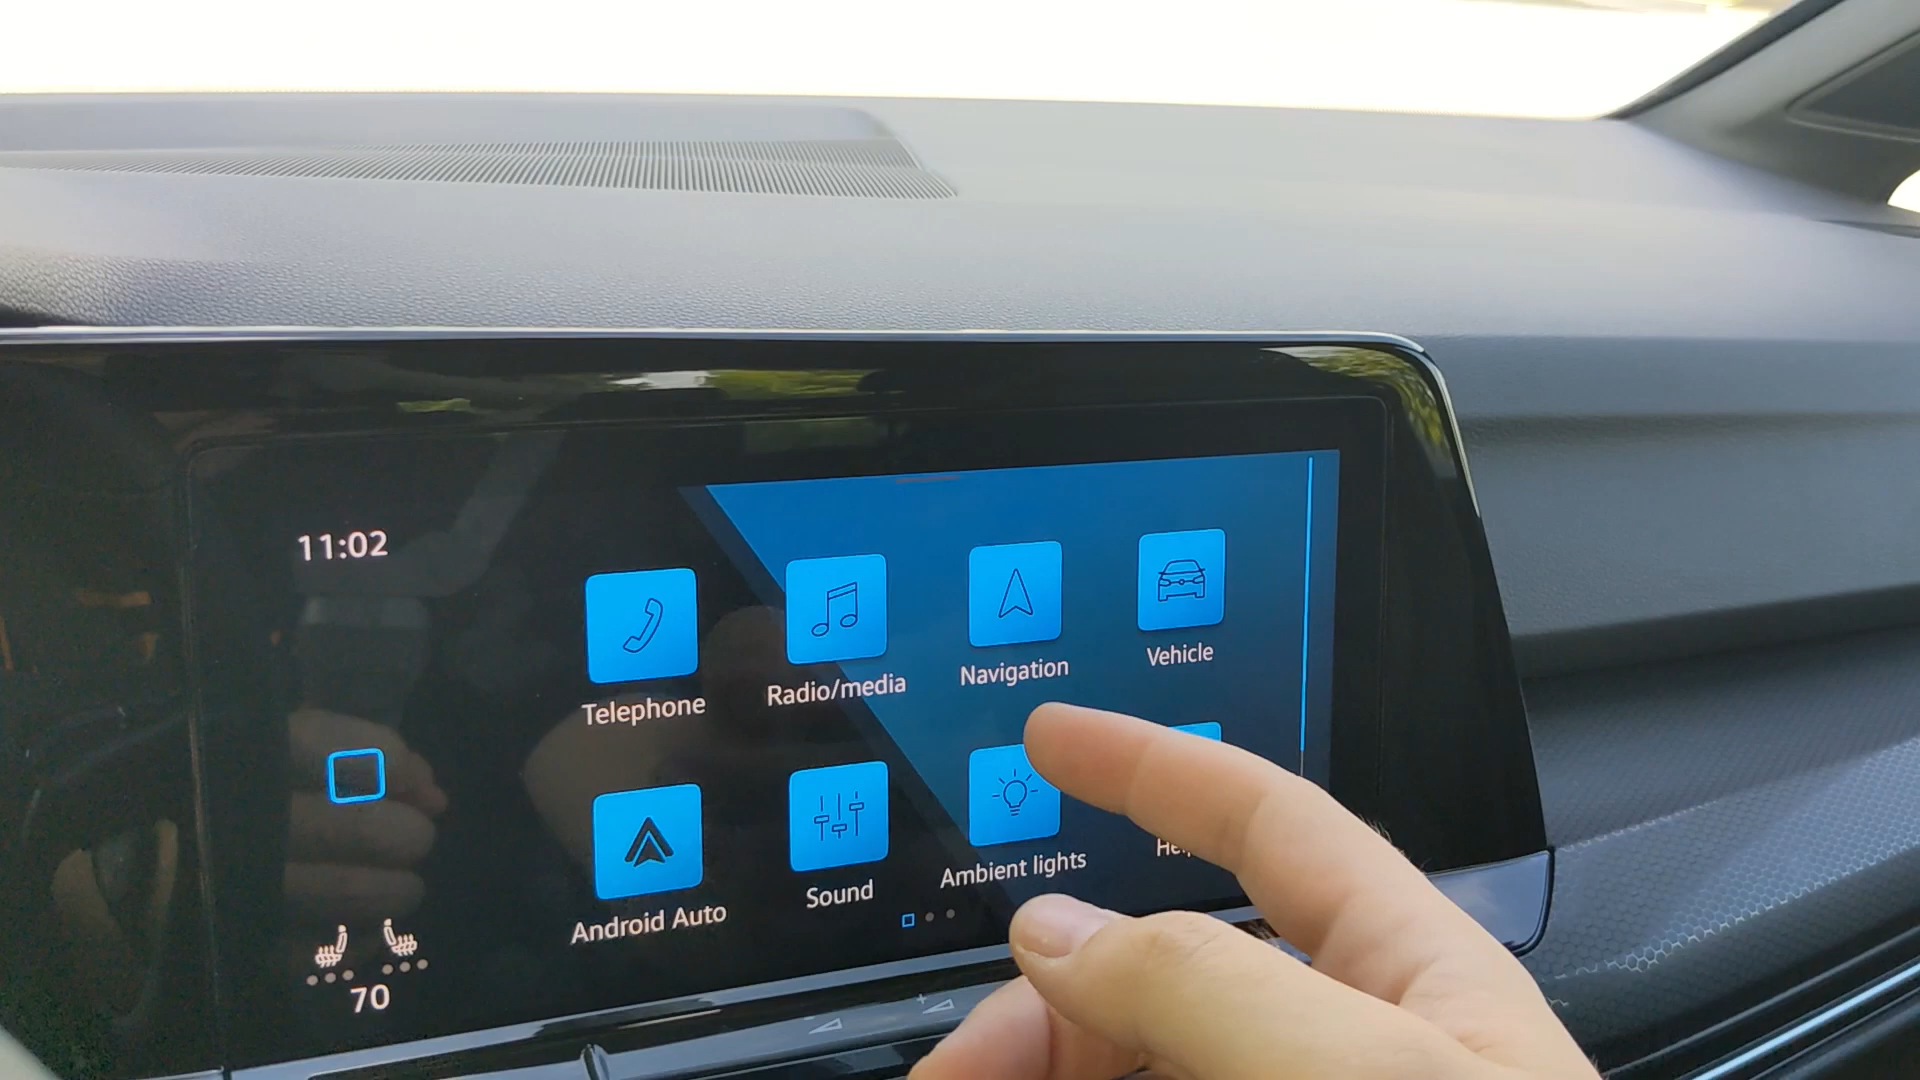 11:02
Telephone
Radio/media
Navigation
Vehicle
Android Auto
Sound
Ambient lights
70